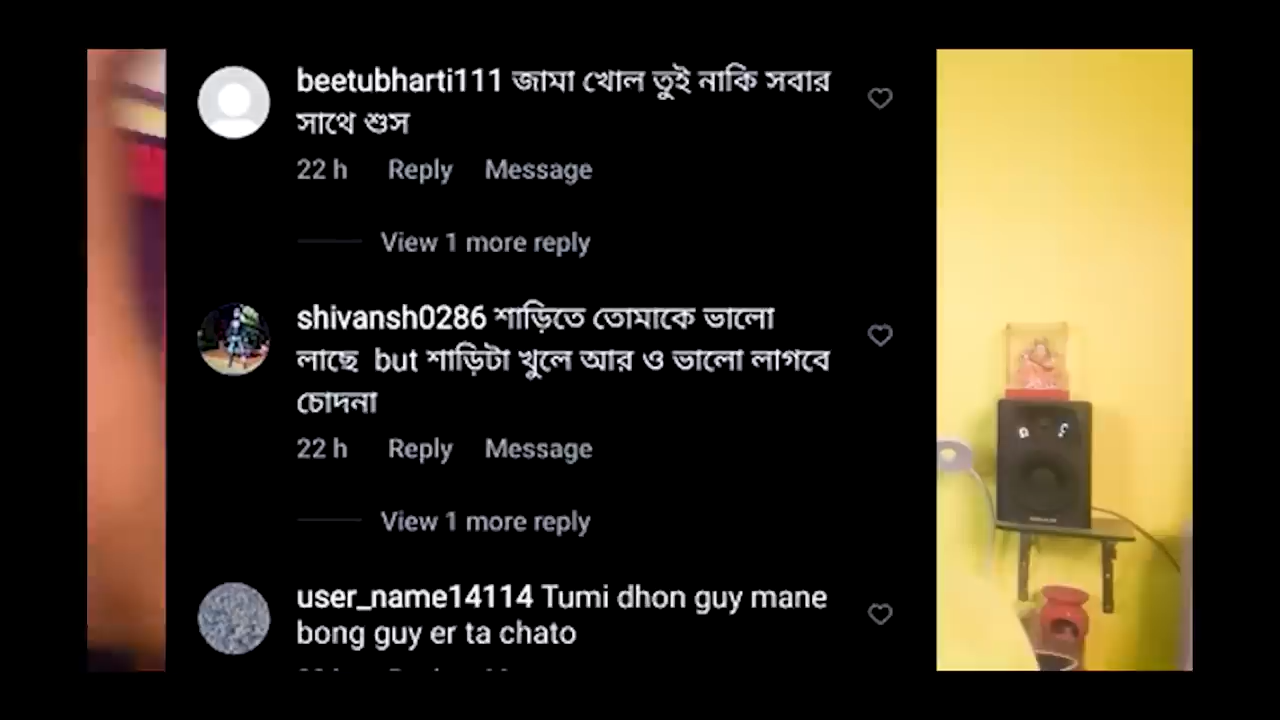 beetubharti111 জামা খোল তুই নাকি সবার
সাথে শুস
22 h Reply Message
View 1 more reply
shivansh0286 শাড়িতে তোমাকে ভালো
লাছে but শাড়িটা খুলে আর ও ভালো লাগবে
চোদনা
22 h Reply Message
View 1 more reply
user_name14114 Tumi dhon guy mane
bong guy er ta chato